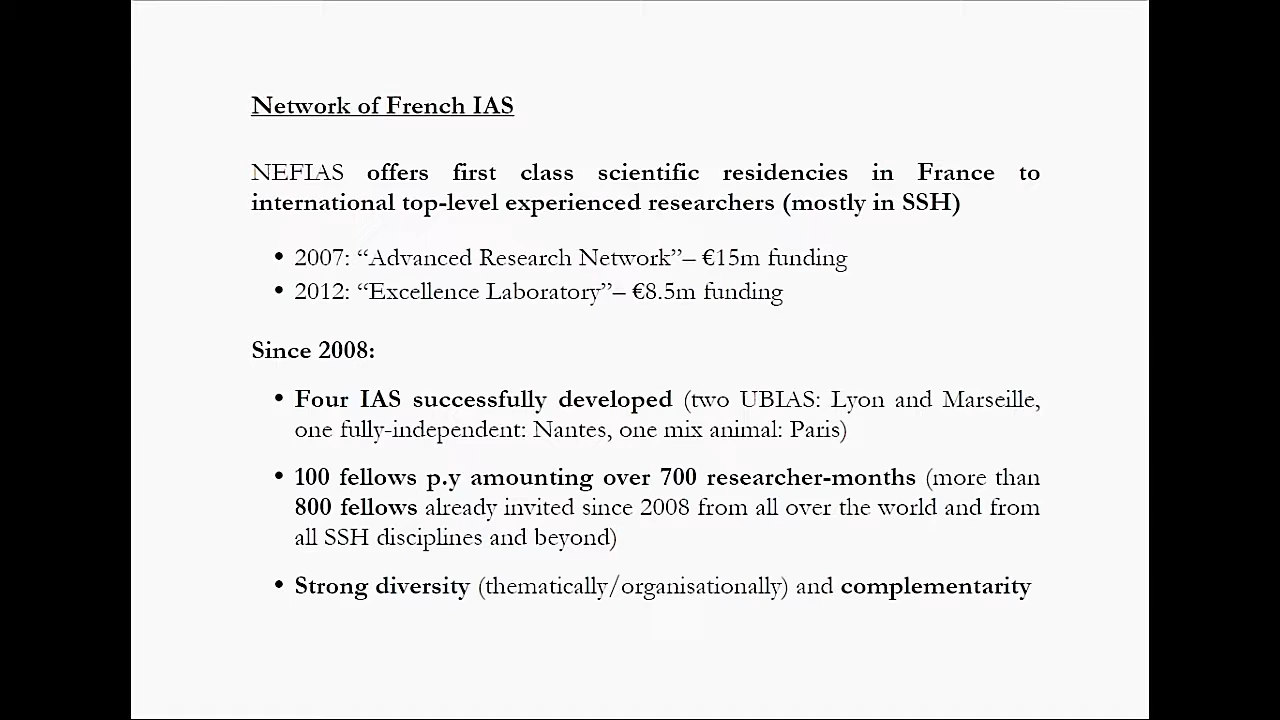 Network of French IAS
NEFIAS offers first class scientific residencies in France to
international top-level experienced researchers (mostly in SSH)
• 2007: “Advanced Research Network”– €15m funding
• 2012: “Excellence Laboratory”– €8.5m funding
Since 2008:
• Four IAS successfully developed (two UBIAS: Lyon and Marseille,
one fully-independent: Nantes, one mix animal: Paris)
• 100 fellows p.y amounting over 700 researcher-months (more than
800 fellows already invited since 2008 from all over the world and from
all SSH disciplines and beyond)
• Strong diversity (thematically/organisationally) and complementarity